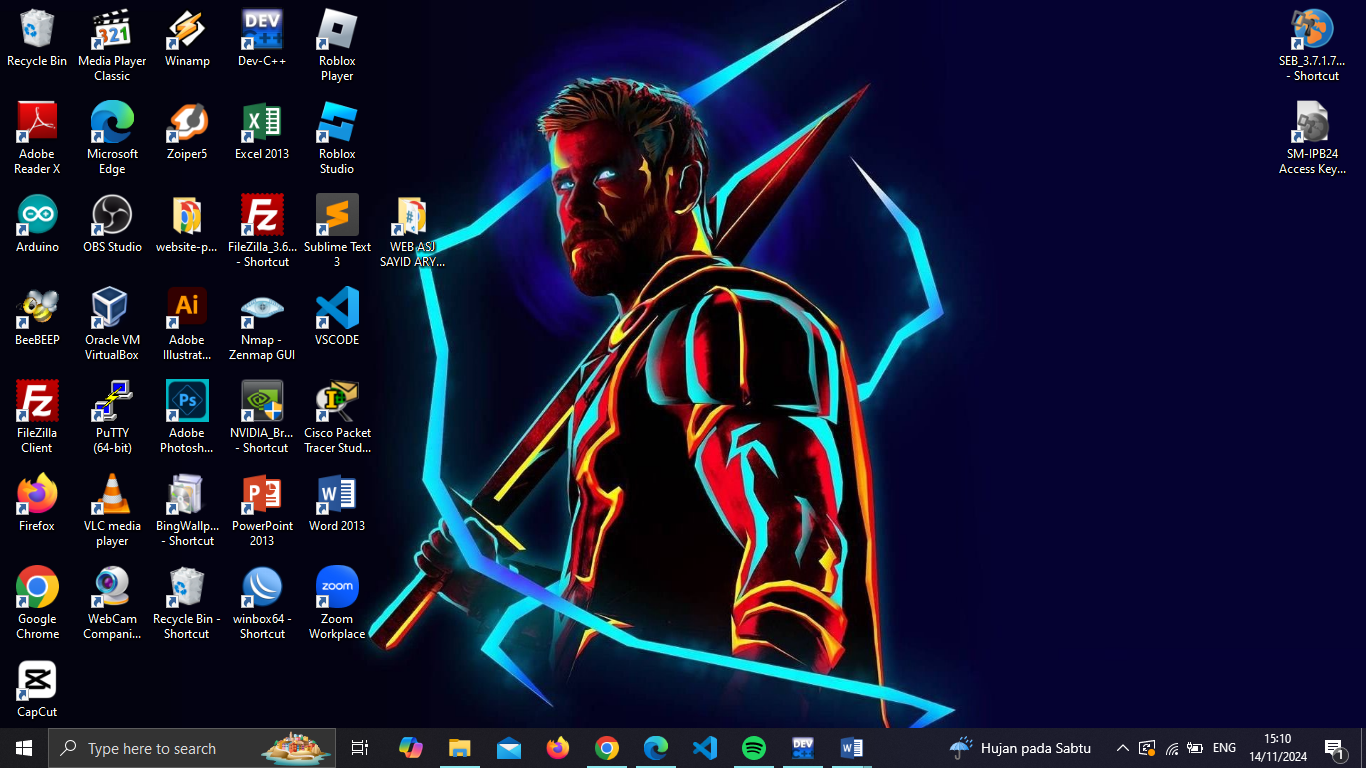 Recycle Bin
Media Player
Classic
Winamp
Dev-C++
Roblox
Player
SEB_3.7.1.7...
- Shortcut
Adobe
Reader X
Microsoft
Edge
Zoiper5
Excel 2013
Roblox
Studio
SM-IPB24
Access Key...
Arduino
OBS Studio
website-p...
FileZilla_3.6...
- Shortcut
Sublime Text
3
WEB ASJ
SAYID ARY...
BeeBEEP
Oracle VM
VirtualBox
Adobe
Illustrat...
Nmap -
Zenmap GUI
VSCODE
FileZilla
Client
PuTTY
(64-bit)
Adobe
Photosh...
NVIDIA_Br...
- Shortcut
Cisco Packet
Tracer Stud...
Firefox
VLC media
player
BingWallp...
- Shortcut
PowerPoint
2013
Word 2013
Google
Chrome
WebCam
Compani...
Recycle Bin -
Shortcut
winbox64 -
Shortcut
zoom
Zoom
Workplace
CapCut
Type here to search
Hujan pada Sabtu
ENG
15:10
14/11/2024
1